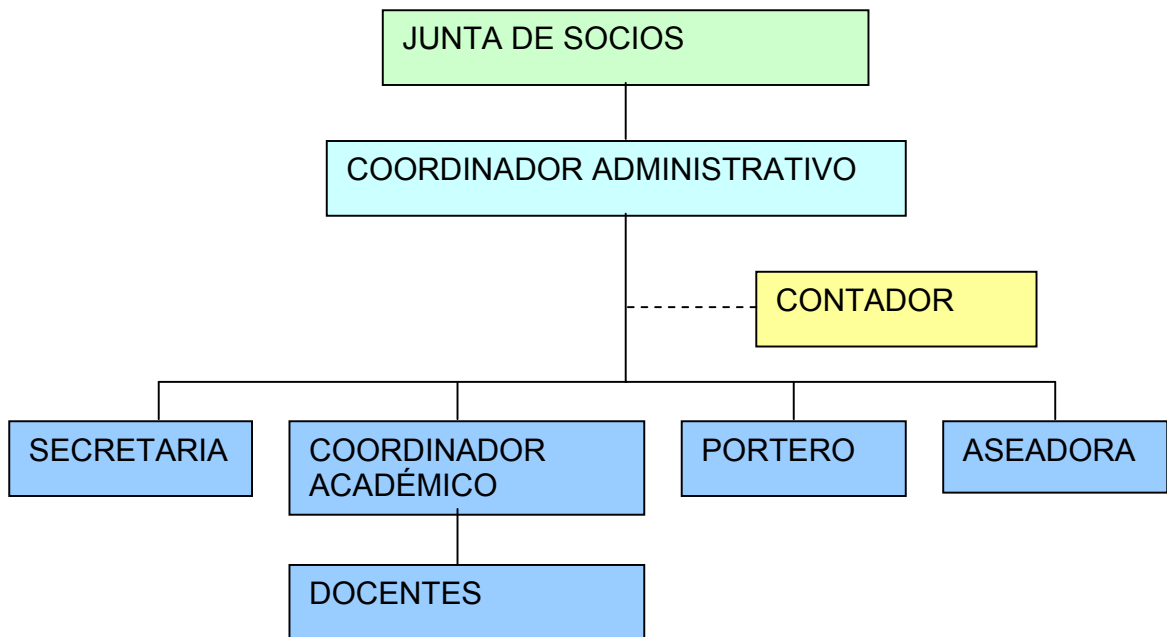 JUNTA DE SOCIOS
COORDINADOR ADMINISTRATIVO
CONTADOR
SECRETARIA
COORDINADOR
ACADÉMICO
PORTERO
ASEADORA
DOCENTES